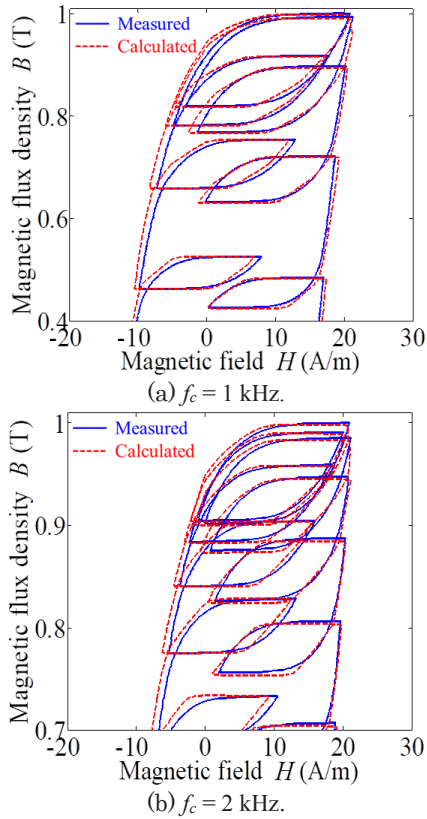 Magnetic flux density B (T)
1
0.8
0.6
0.4
Measured
Calculated
-20 -10 0 10 20 30
Magnetic field H (A/m)
(a) fc = 1 kHz.
Magnetic flux density B (T)
1
0.9
0.8
0.7
Measured
Calculated
-20 -10 0 10 20 30
Magnetic field H (A/m)
(b) fc = 2 kHz.